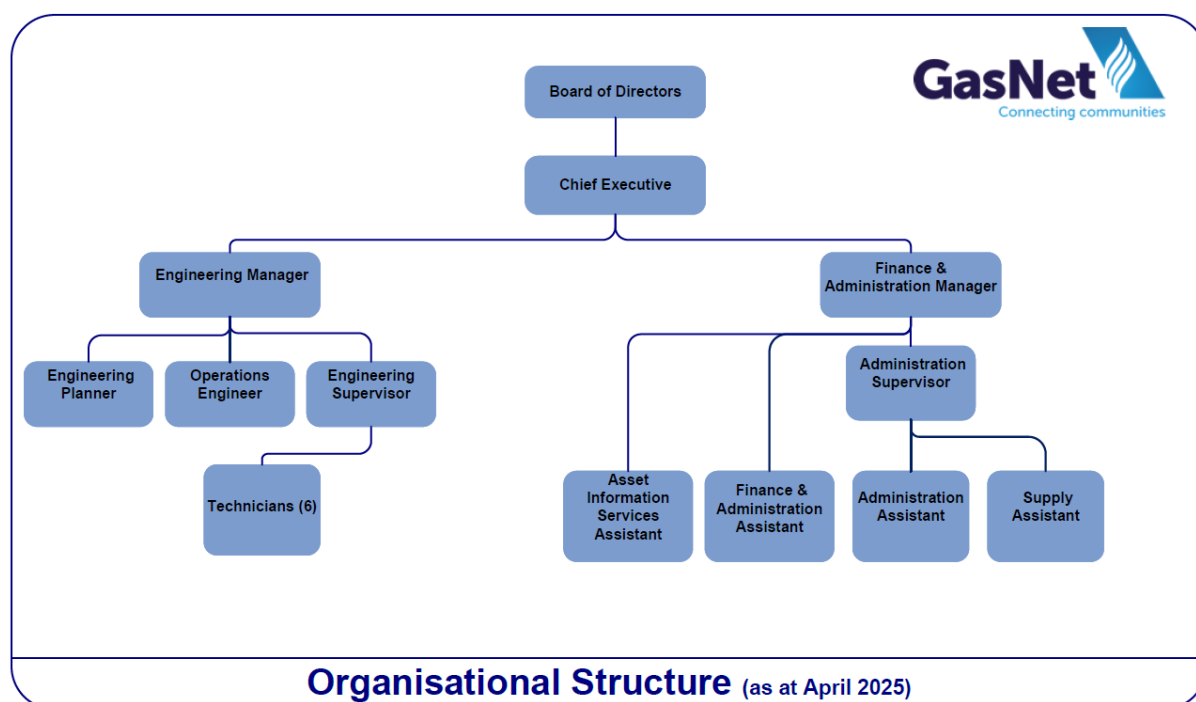 GasNet
Connecting communities
Board of Directors
Chief Executive
Engineering Manager
Finance &
Administration Manager
Engineering
Planner
Operations
Engineer
Engineering
Supervisor
Administration
Supervisor
Technicians (6)
Asset
Information
Services
Assistant
Finance &
Administration
Assistant
Administration
Assistant
Supply
Assistant
Organisational Structure (as at April 2025)